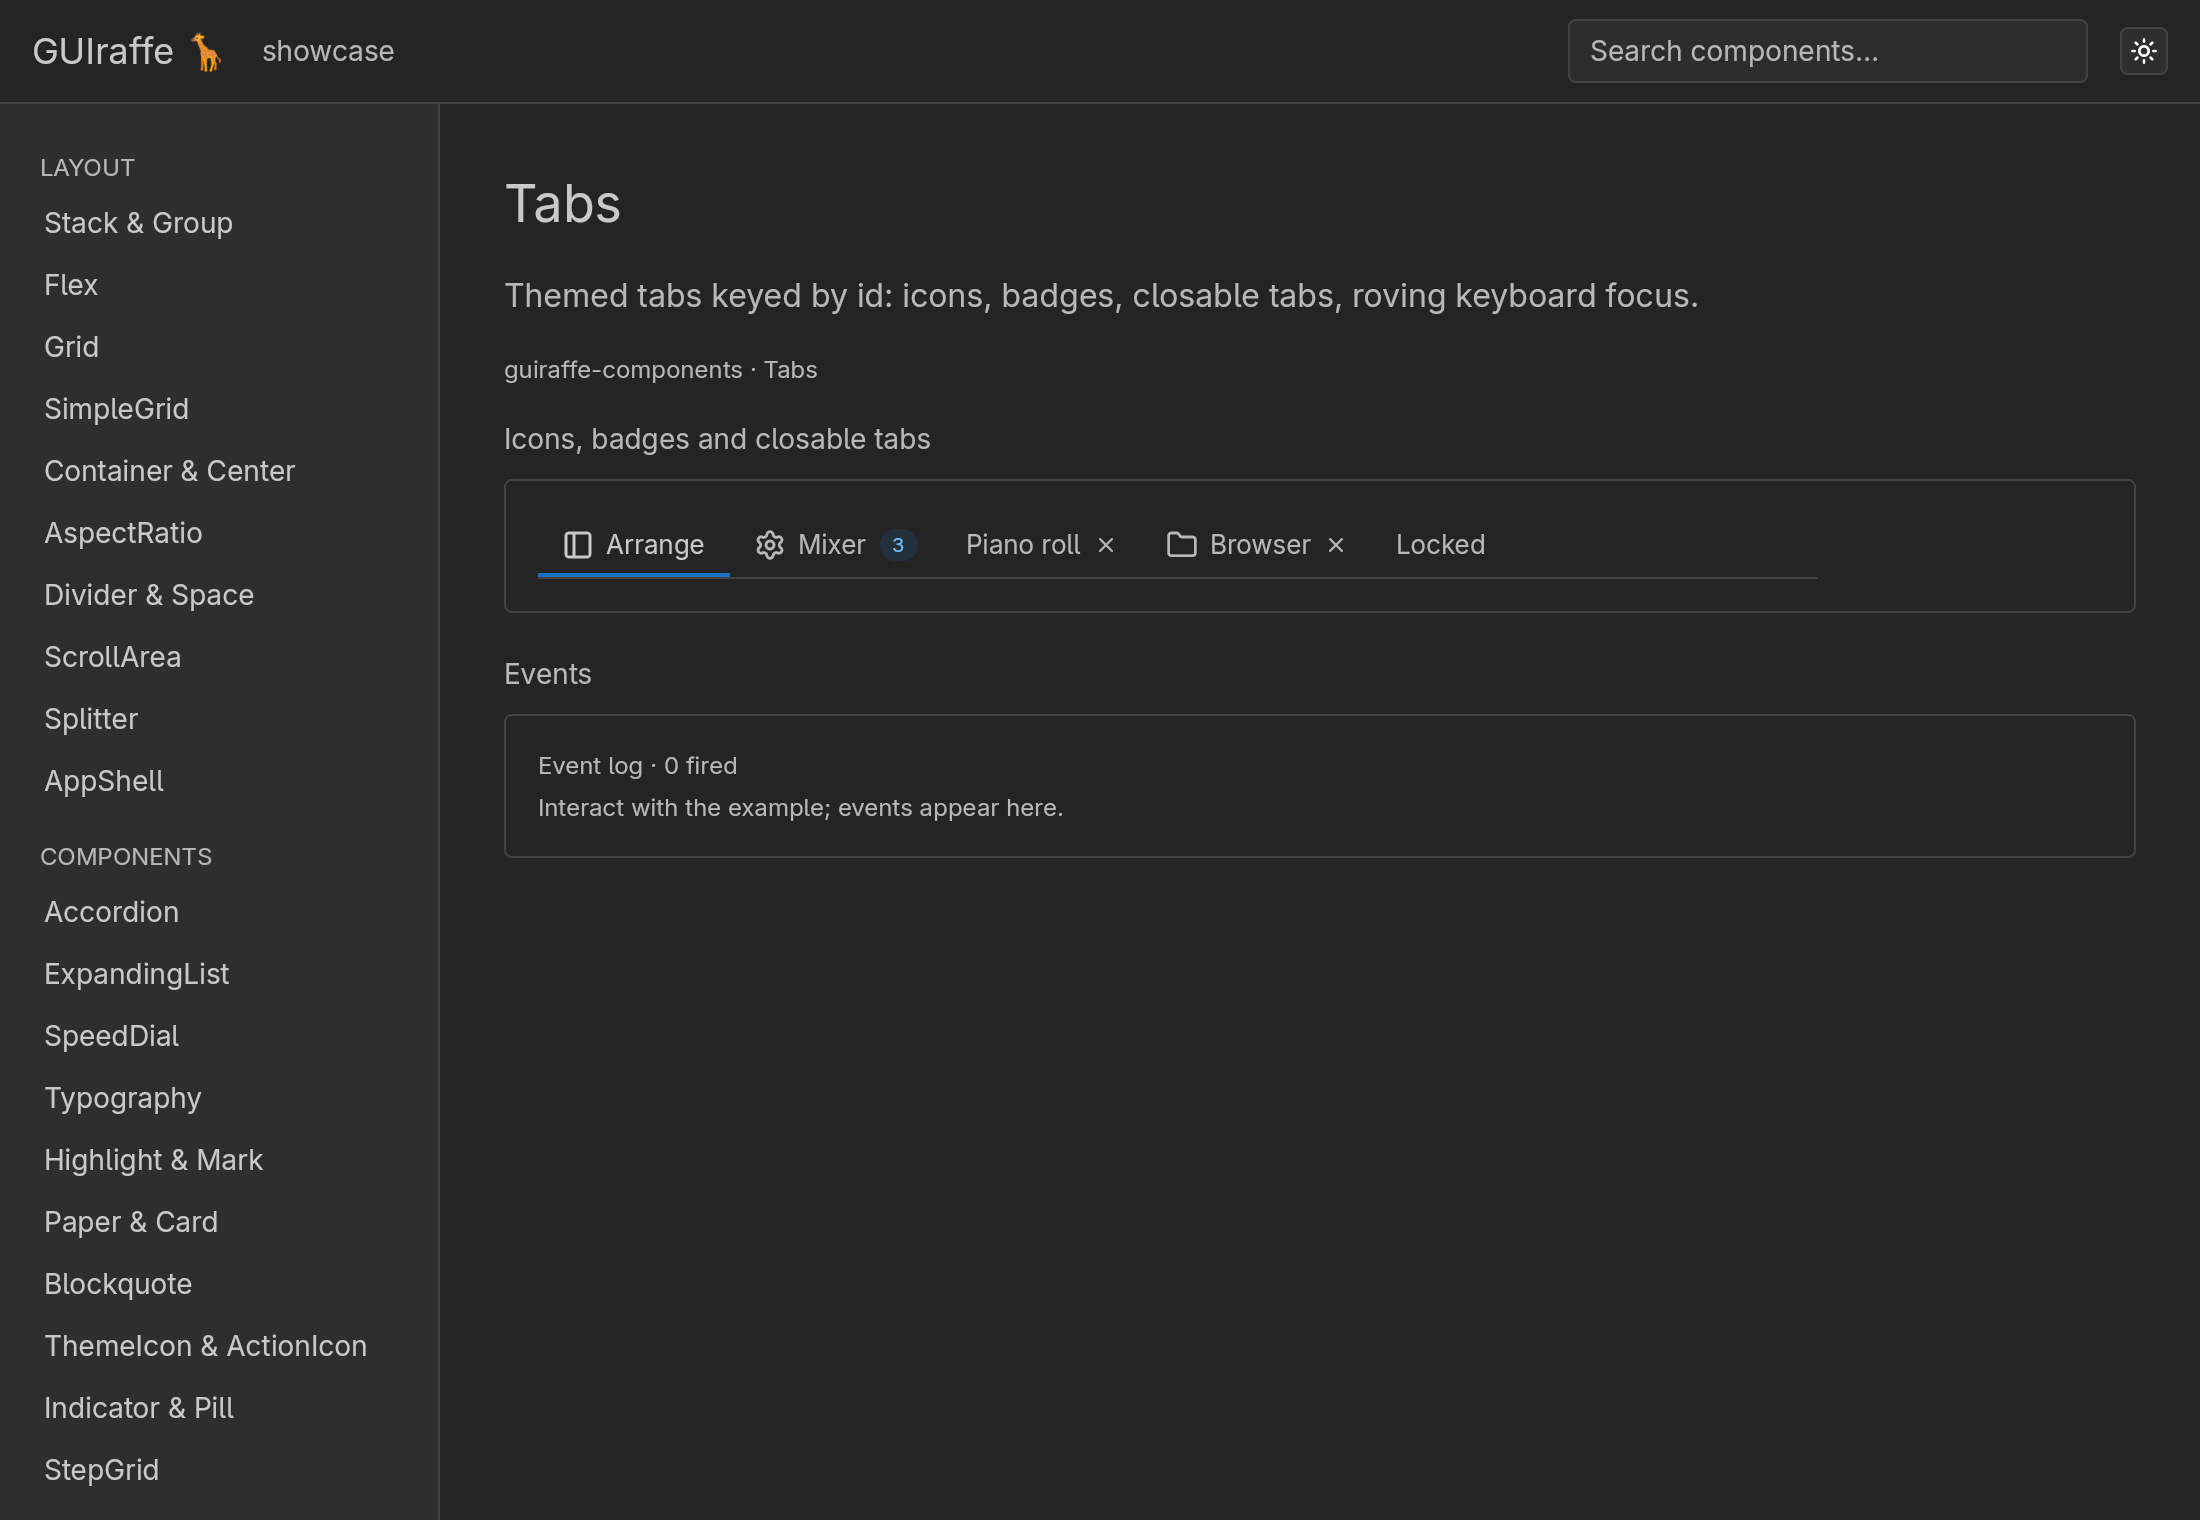 GUIraffe showcase
Search components...
LAYOUT
Stack & Group
Flex
Grid
SimpleGrid
Container & Center
AspectRatio
Divider & Space
ScrollArea
Splitter
AppShell
COMPONENTS
Accordion
ExpandingList
SpeedDial
Typography
Highlight & Mark
Paper & Card
Blockquote
ThemeIcon & ActionIcon
Indicator & Pill
StepGrid
Tabs
Themed tabs keyed by id: icons, badges, closable tabs, roving keyboard focus.
guiraffe-components · Tabs
Icons, badges and closable tabs
Arrange Mixer 3 Piano roll Browser Locked
Events
Event log · 0 fired
Interact with the example; events appear here.